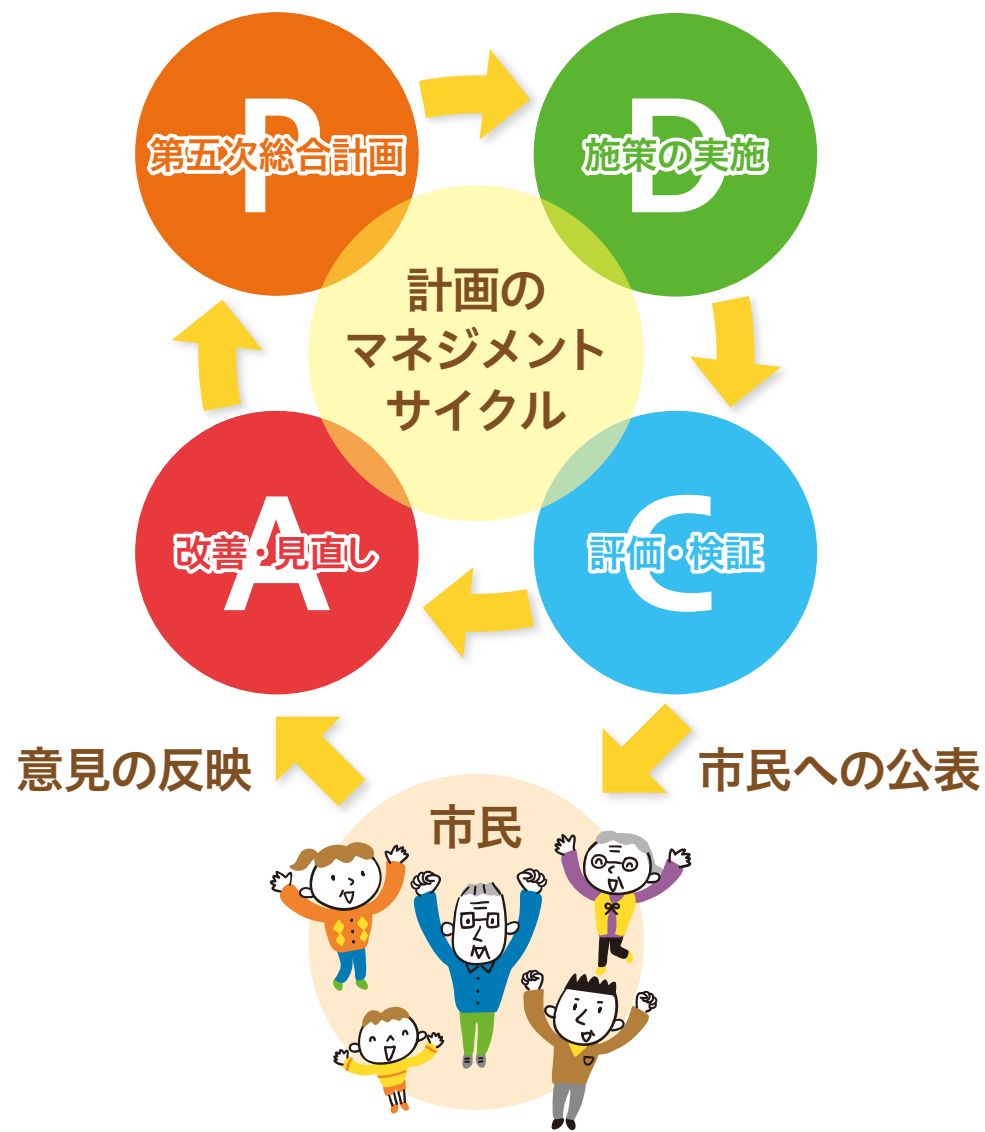 P
第五次総合計画
D
施策の実施
計画の
マネジメント
サイクル
A
改善・見直し
C
評価・検証
意見の反映
市民への公表
市民